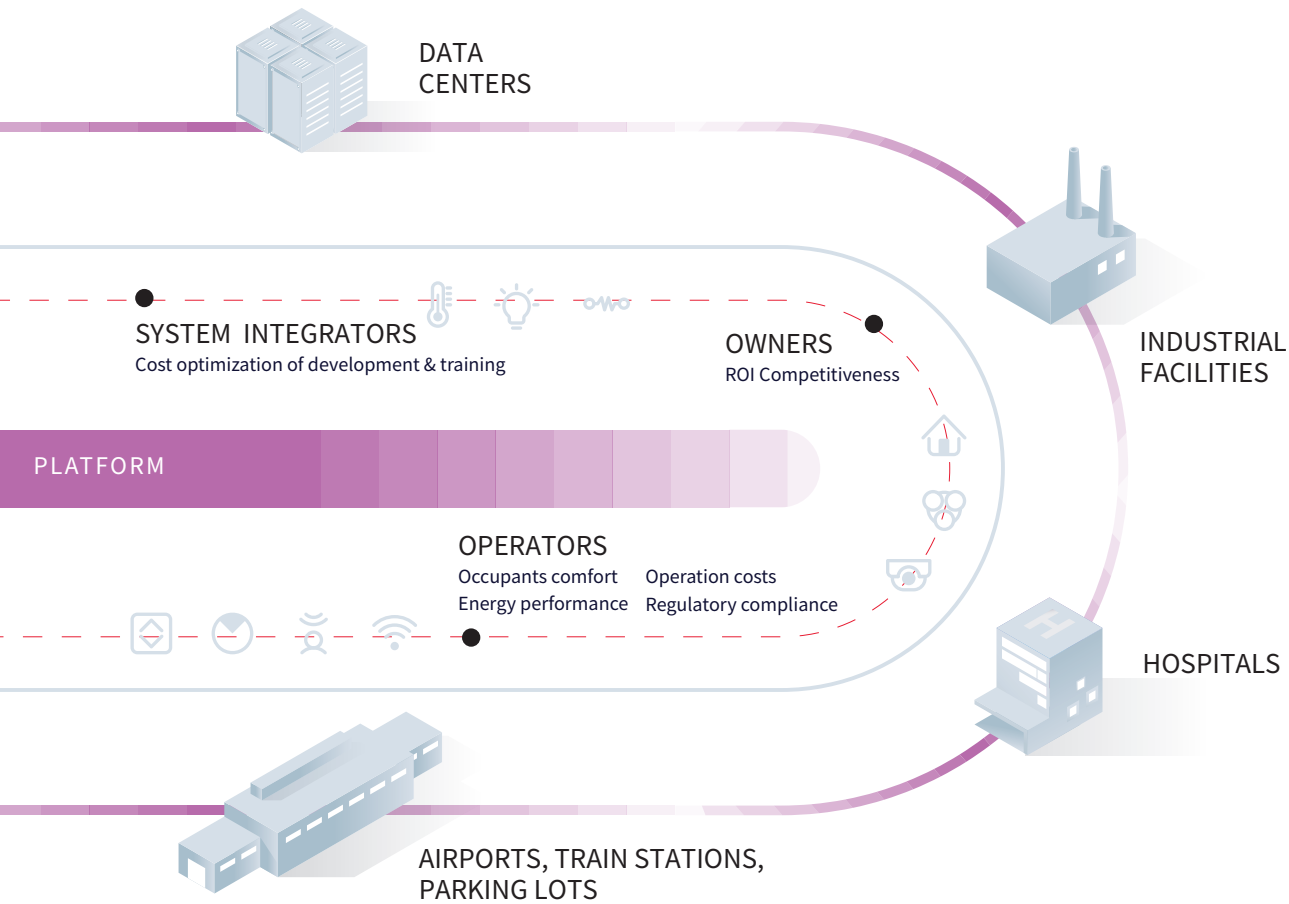 DATA
CENTERS
INDUSTRIAL
FACILITIES
SYSTEM INTEGRATORS
Cost optimization of development & training
OWNERS
ROI Competitiveness
PLATFORM
OPERATORS
Occupants comfort
Operation costs
Energy performance
Regulatory compliance
H
HOSPITALS
AIRPORTS, TRAIN STATIONS,
PARKING LOTS